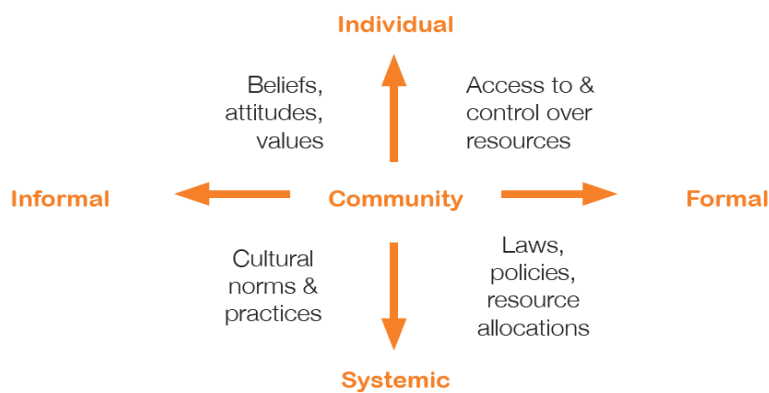 Individual
Beliefs,
attitudes,
values
Access to &
control over
resources
Informal
Community
Formal
Cultural
norms &
practices
Laws,
policies,
resource
allocations
Systemic